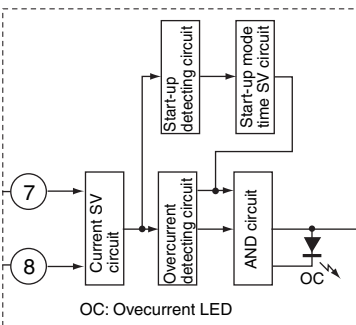 Start-up
detecting circuit
Start-up mode
time SV circuit
7
8
Current SV
circuit
Overcurrent
detecting circuit
AND circuit
OC
OC: Ovecurrent LED